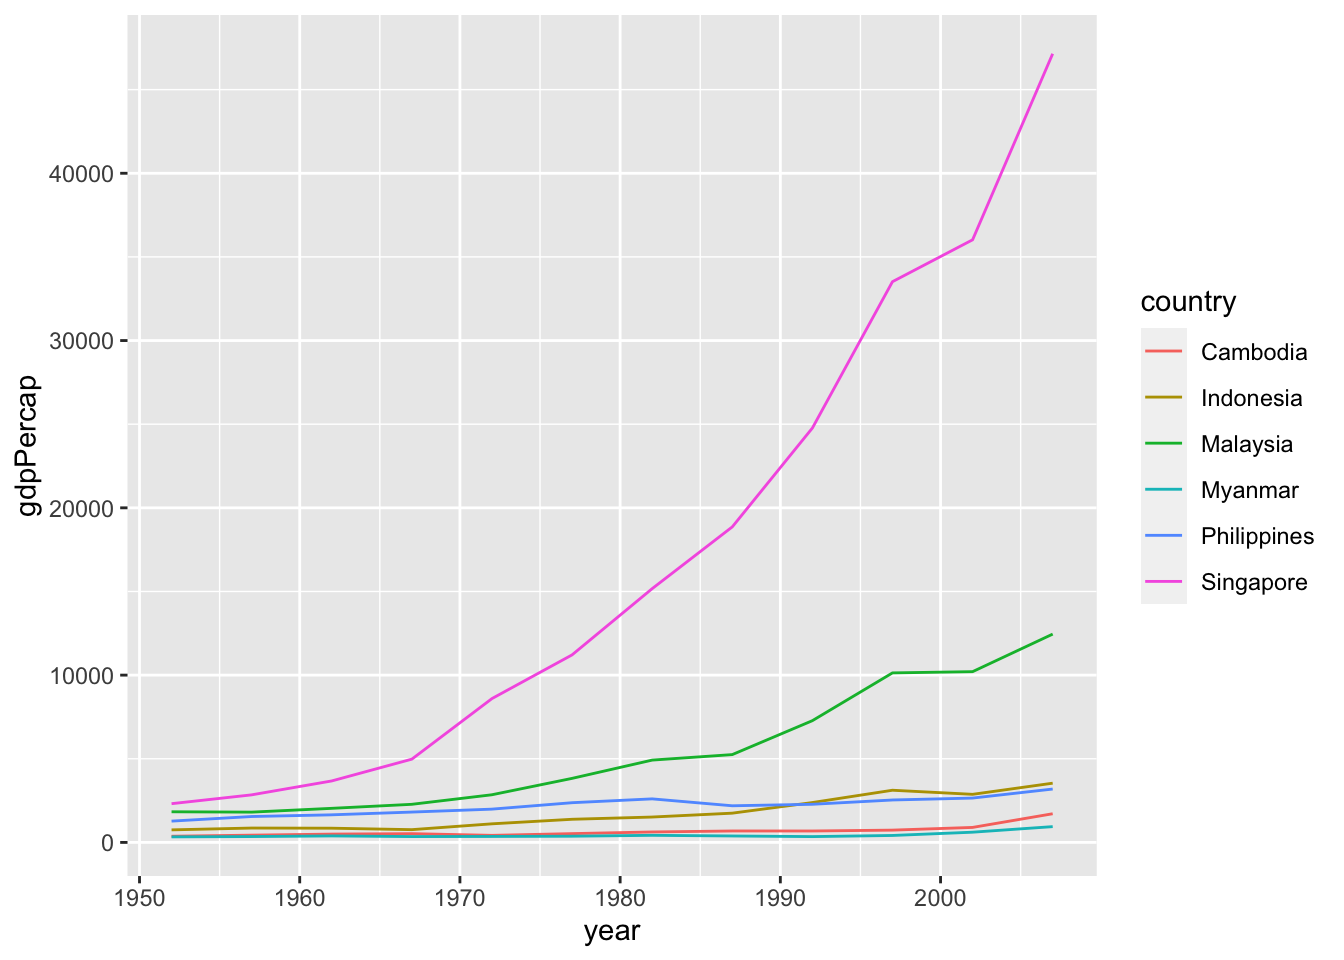 gdpPercap
40000
30000
20000
10000
0
1950 1960 1970 1980 1990 2000
year
country
Cambodia
Indonesia
Malaysia
Myanmar
Philippines
Singapore